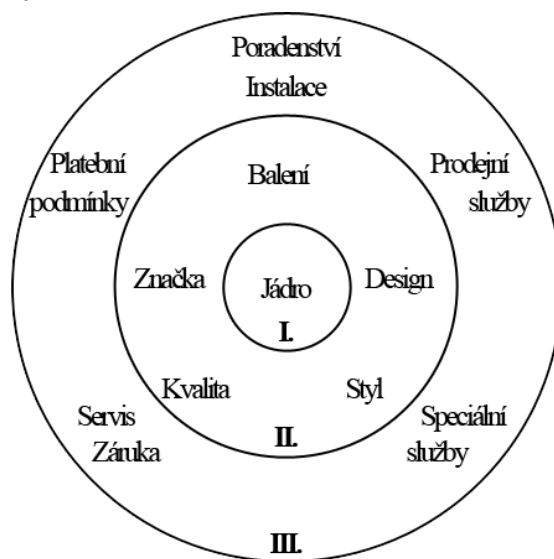 Poradenství
Instalace
Platební
podmínky
Prodejní
služby
Balení
Značka
Jádro
Design
I.
Kvalita
Styl
Servis
Záruka
Speciální
služby
II.
III.